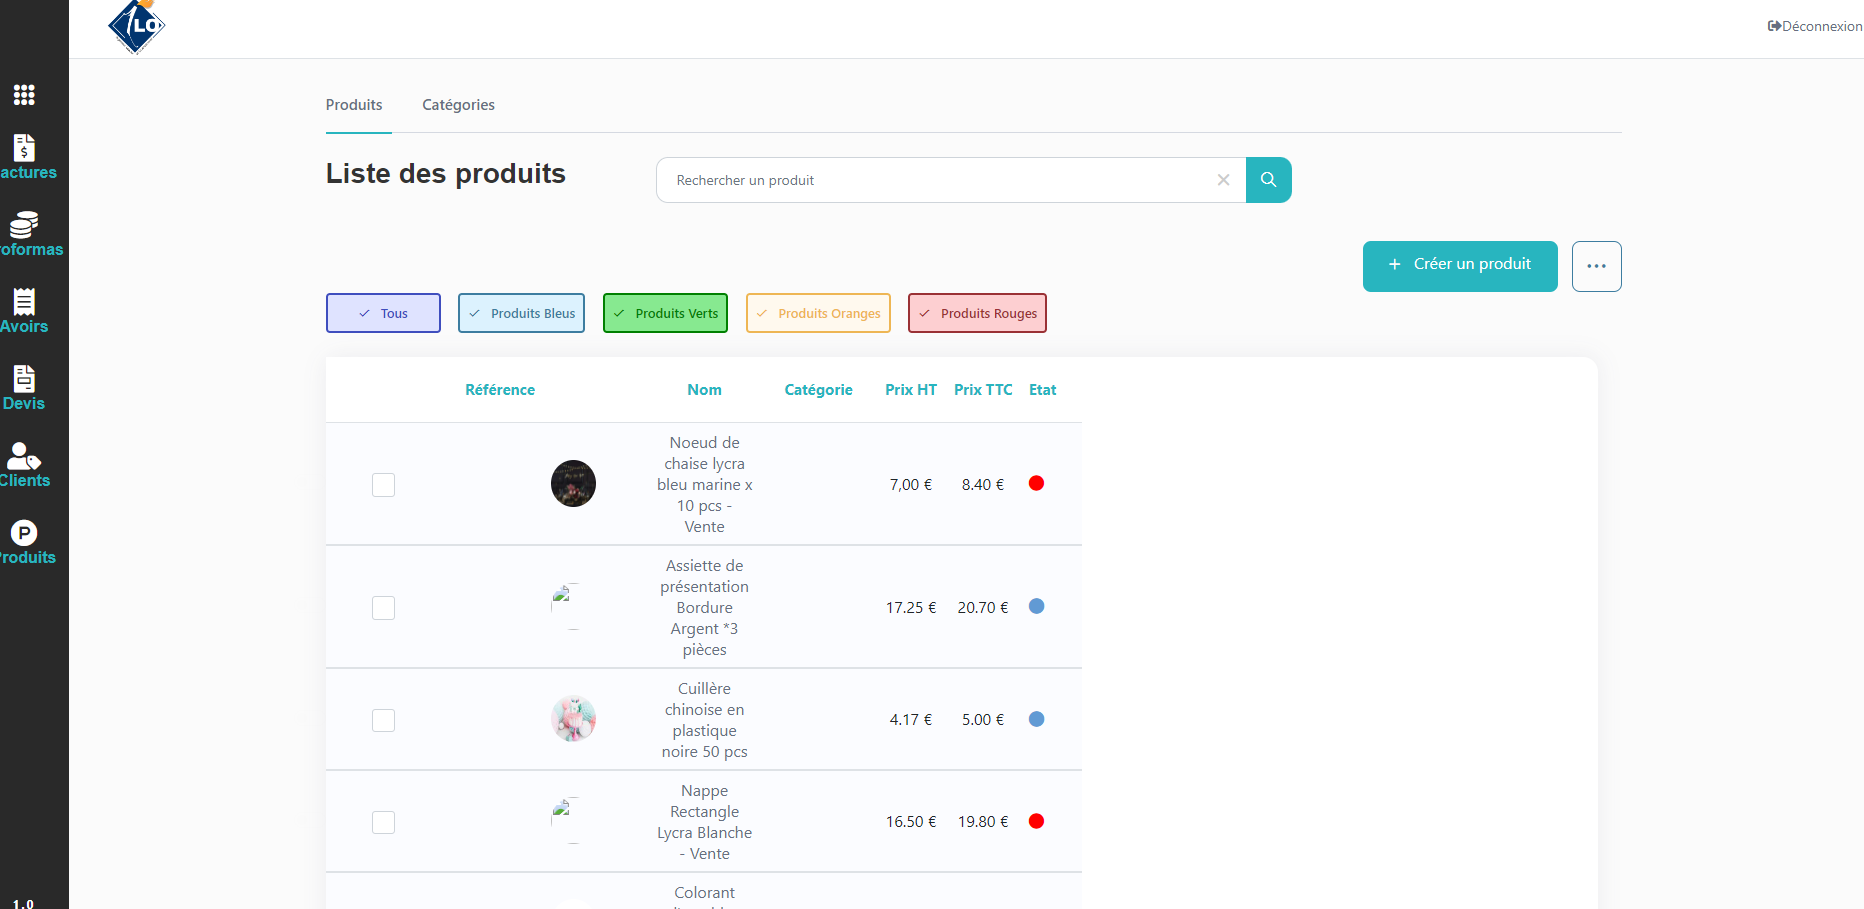 LO
Déconnexion
Produits
Catégories
Liste des produits
Rechercher un produit
Créer un produit
Tous
Produits Bleus
Produits Verts
Produits Oranges
Produits Rouges
actures
roformas
Avoirs
Devis
Clients
Produits
1.0
Référence
Nom
Catégorie
Prix HT
Prix TTC
Etat
Noeud de
chaise lycra
bleu marine x
10 pcs -
Vente
7,00 €
8.40 €
Assiette de
présentation
Bordure
Argent *3
pièces
17.25 €
20.70 €
Cuillère
chinoise en
plastique
noire 50 pcs
4.17 €
5.00 €
Nappe
Rectangle
Lycra Blanche
- Vente
16.50 €
19.80 €
Colorant